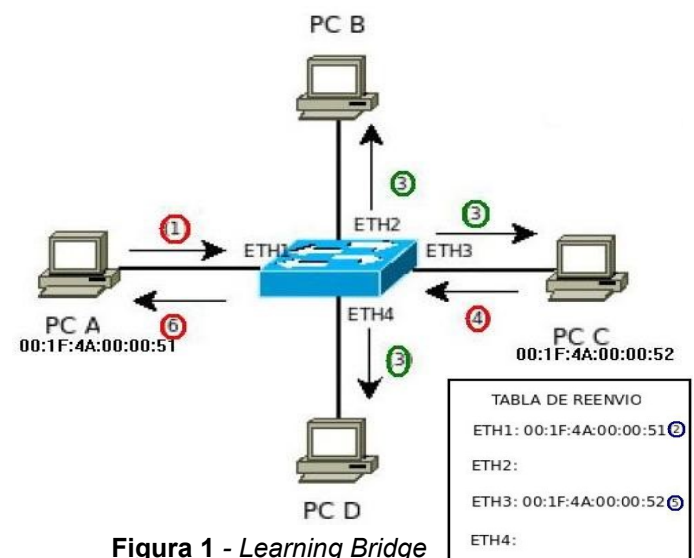 PC B
3
ETH2
3
1
ETH1
ETH3
PC A
00:1F:4A:00:00:51
6
ETH4
4
PC C
00:1F:4A:00:00:52
3
PC D
TABLA DE REENVIO
ETH1: 00:1F:4A:00:00:51 2
ETH2:
ETH3: 00:1F:4A:00:00:52 5
ETH4:
Figura 1 - Learning Bridge